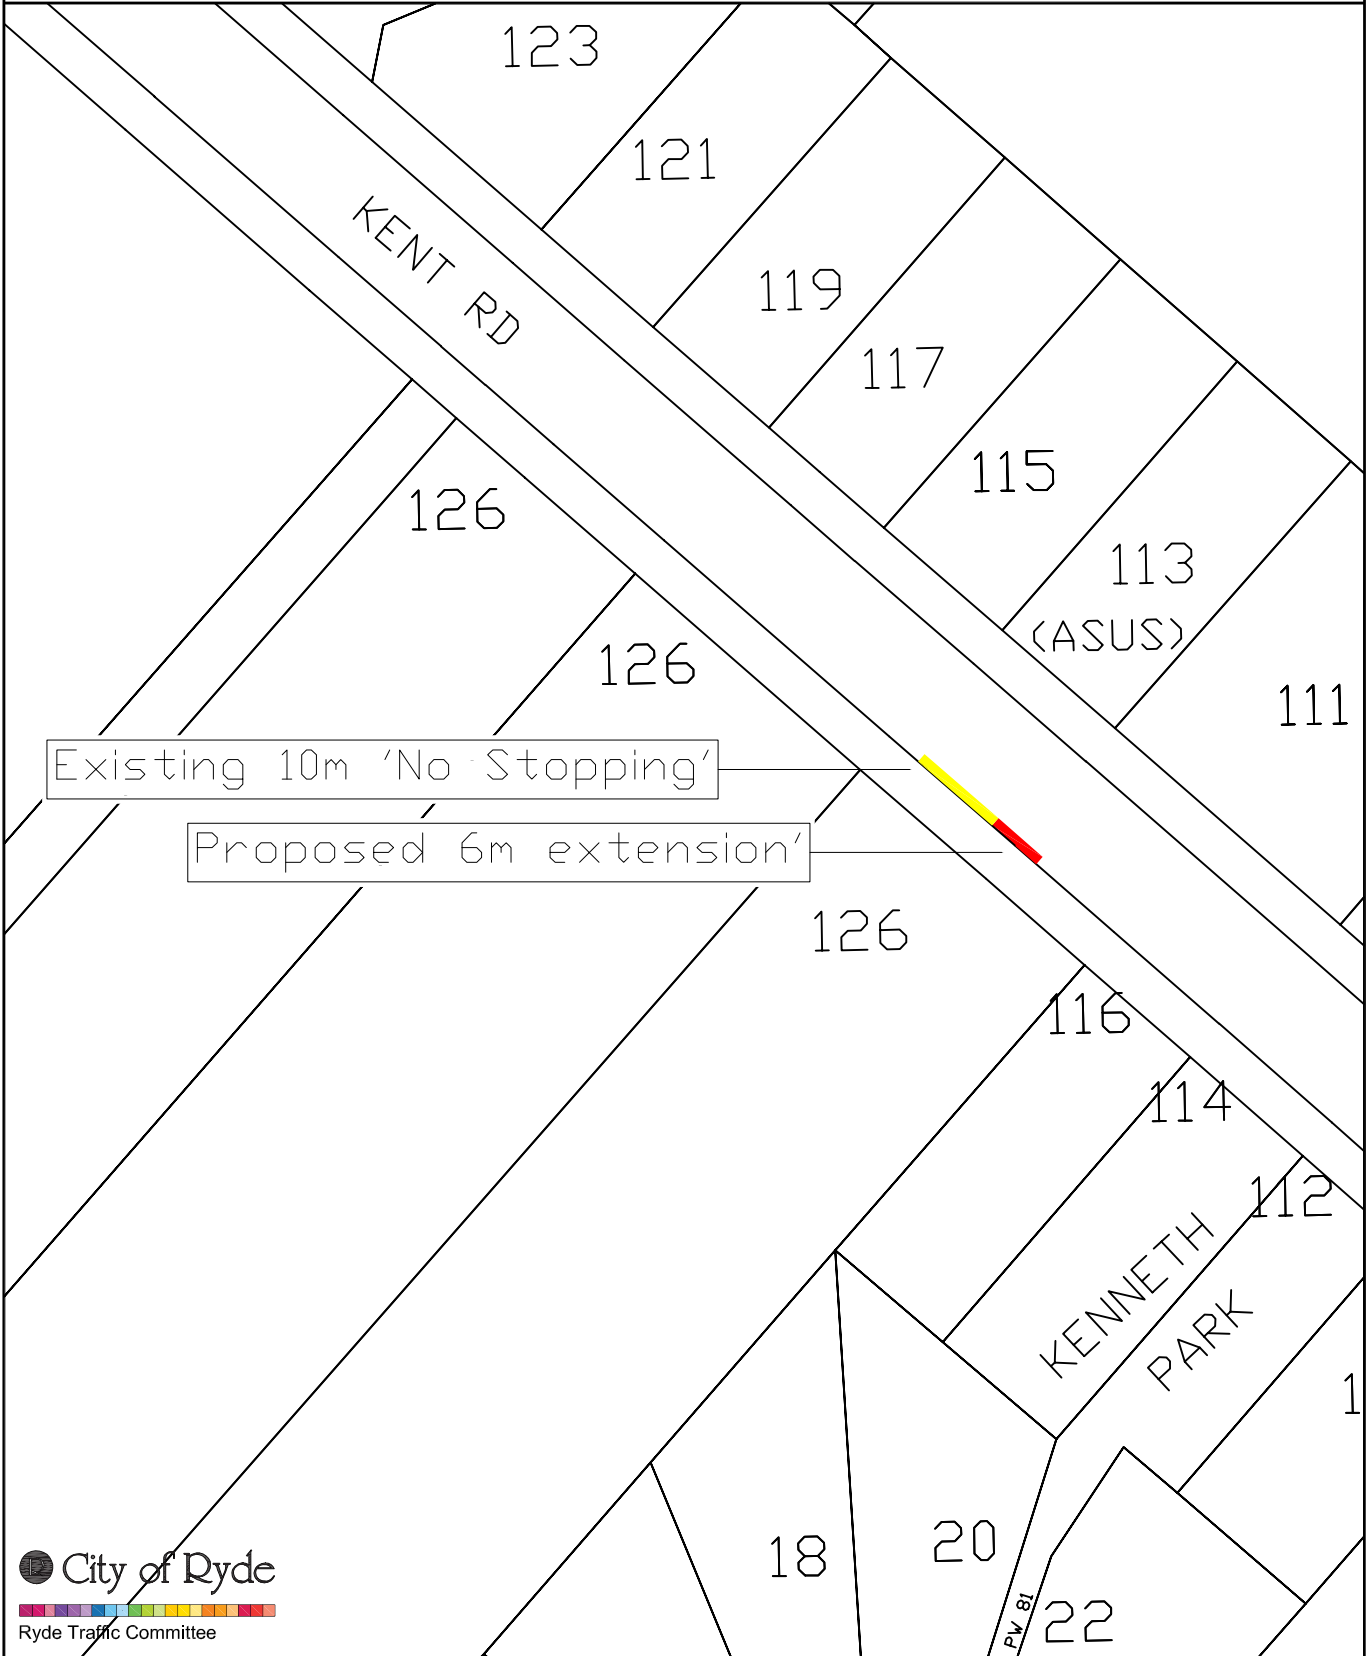 123
121
KENT RD
119
117
115
126
113
(ASUS)
126
111
Existing 10m 'No Stopping'
Proposed 6m extension'
126
116
114
112
KENNETH
PARK
1
18
20
PW 81
22
City of Ryde
Ryde Traffic Committee